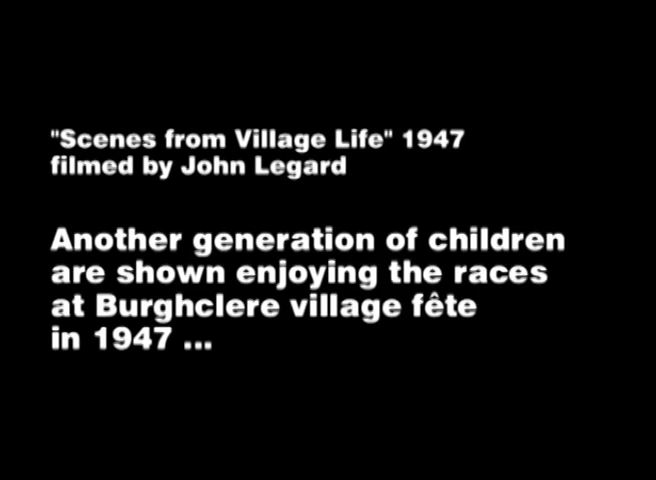 "Scenes from Village Life" 1947
filmed by John Legard
Another generation of children
are shown enjoying the races
at Burghclere village fête
in 1947 ...